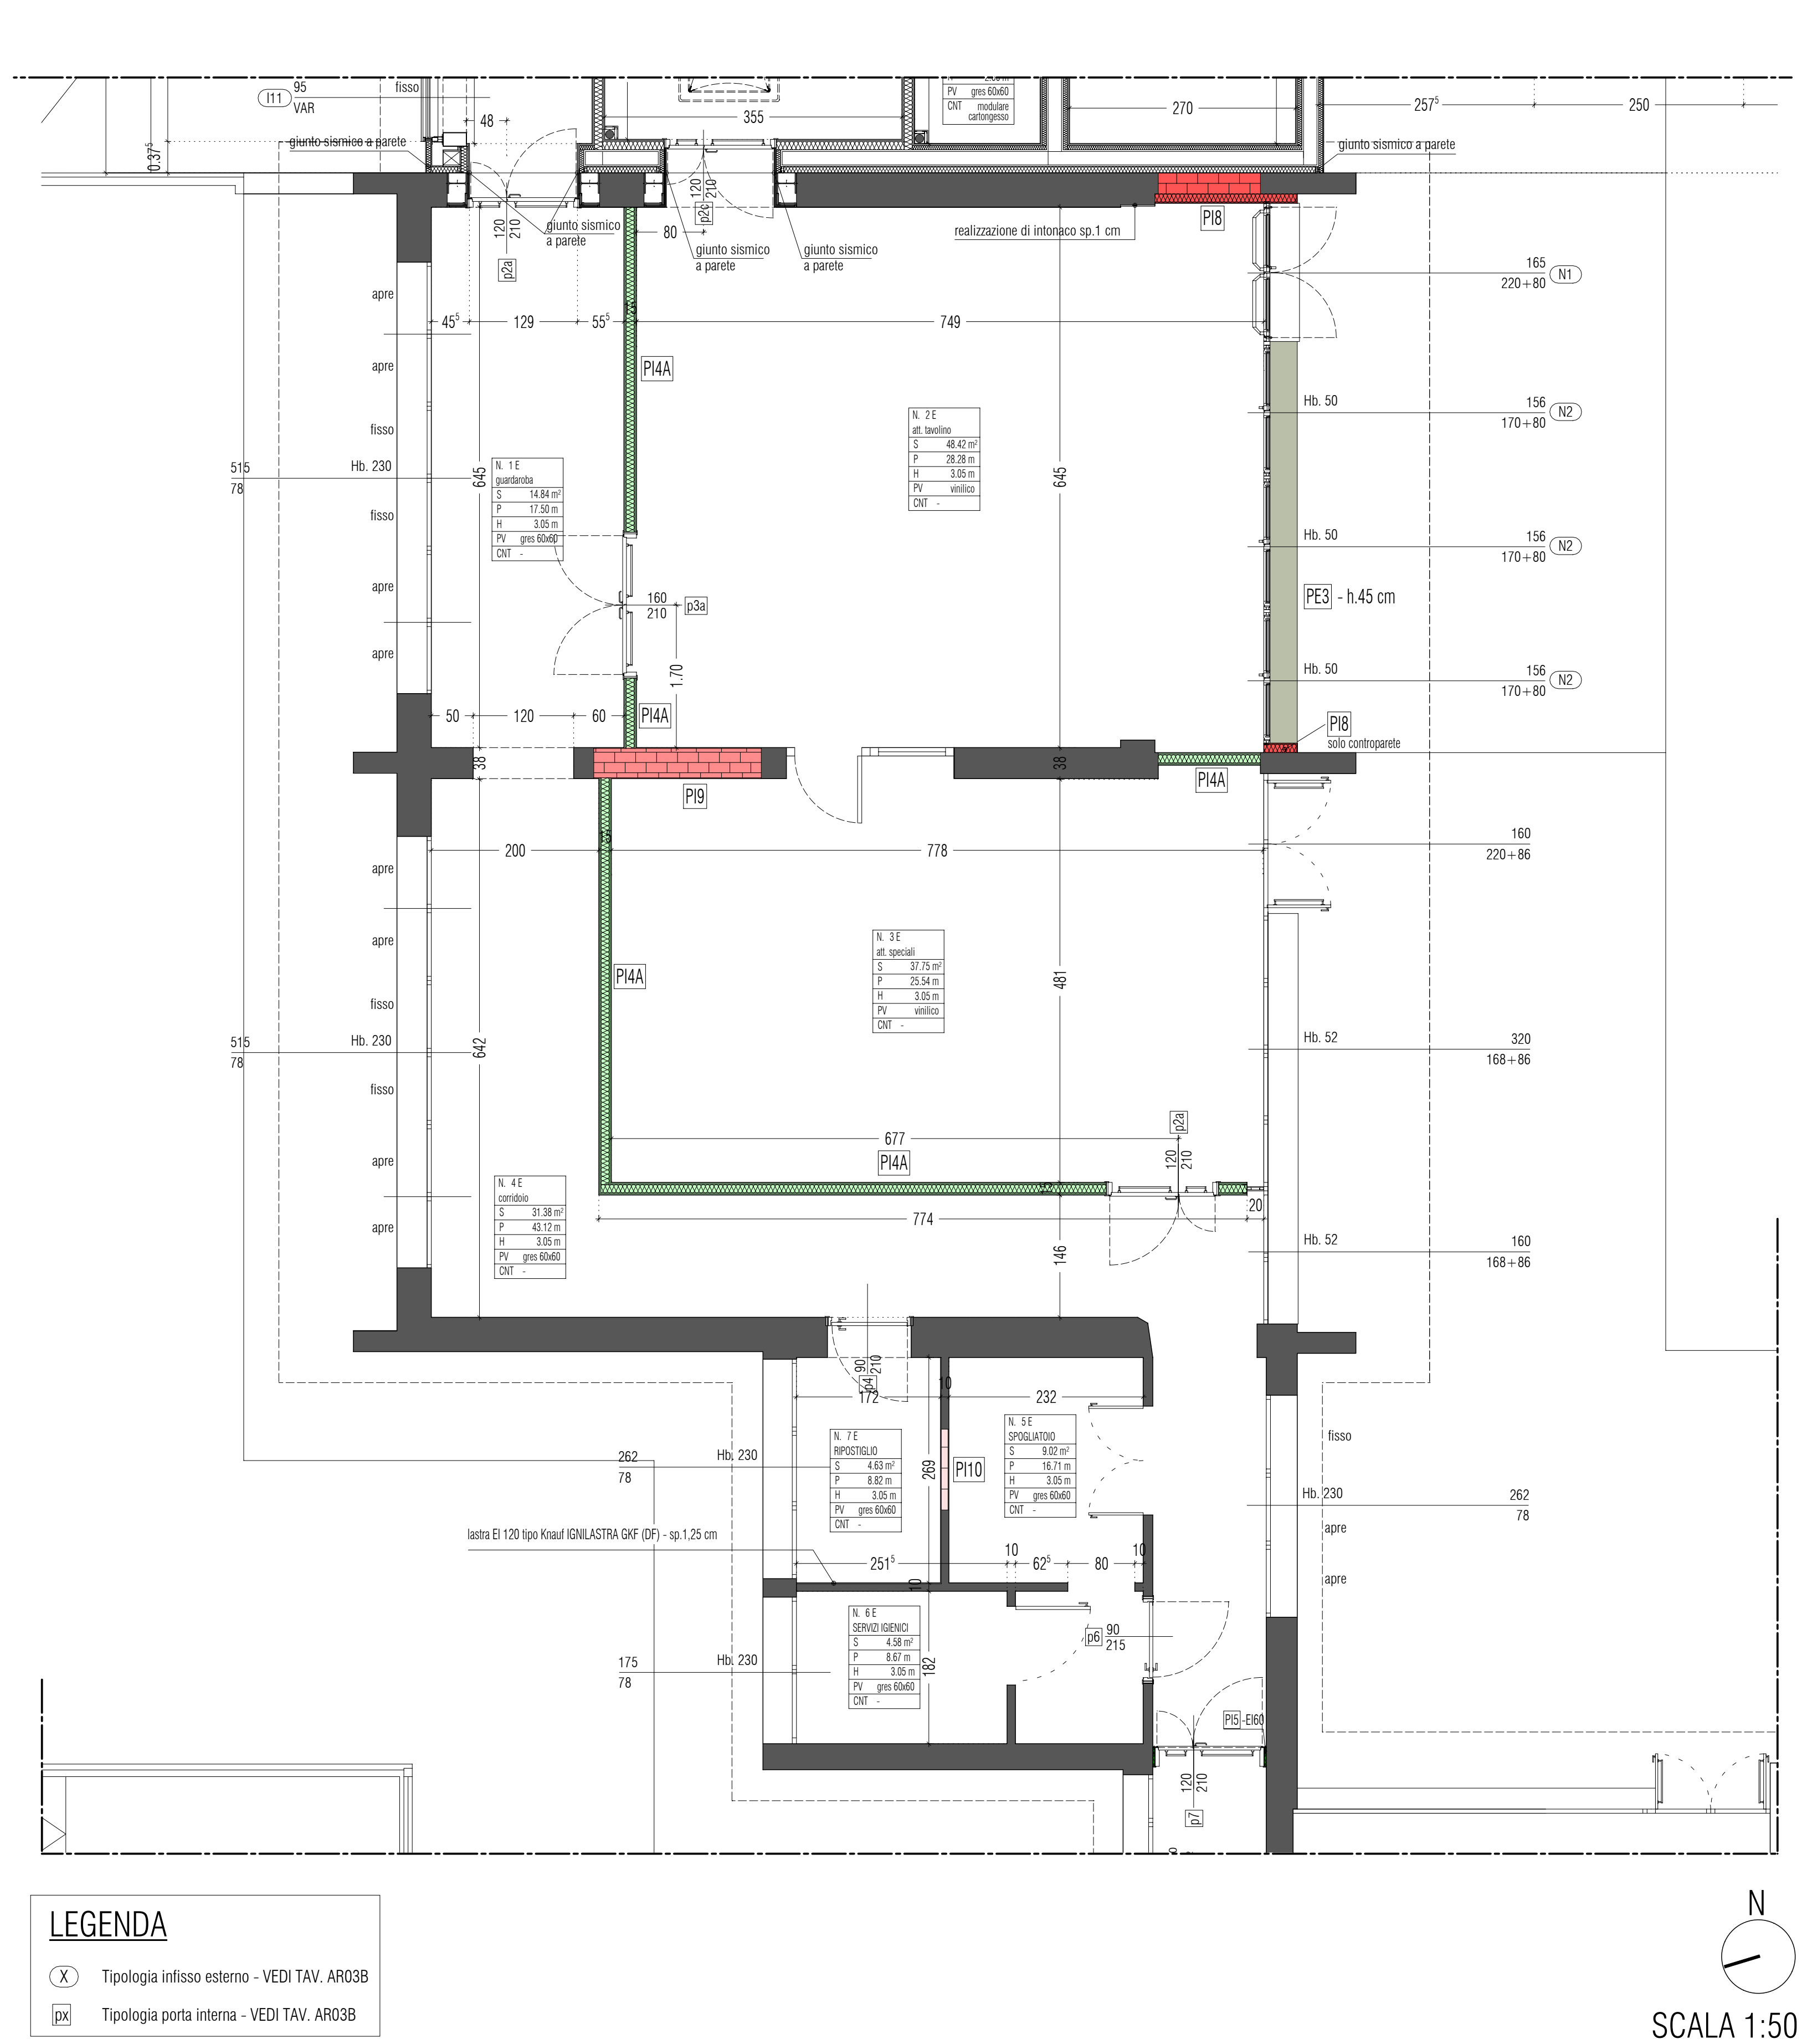 I11
95
VAR
fisso
48
0.37⁵
giunto sismico a parete
355
PV gres 60x60
CNT modulare
cartongesso
270
257⁵
250
giunto sismico a parete
120
210
p2a
giunto sismico
a parete
80
120
210
p2c
giunto sismico
a parete
giunto sismico
a parete
realizzazione di intonaco sp.1 cm
PI8
165
220+80
N1
apre
45⁵
129
55⁵
15
749
apre
PI4A
Hb. 50
156
170+80
N2
N. 2 E
att. tavolino
S 48.42 m²
P 28.28 m
H 3.05 m
PV vinilico
CNT -
fisso
515
78
Hb. 230
645
645
N. 1 E
guardaroba
S 14.84 m²
P 17.50 m
H 3.05 m
PV gres 60x60
CNT -
fisso
Hb. 50
156
170+80
N2
apre
160
210
p3a
PE3 - h.45 cm
apre
1.70
Hb. 50
156
170+80
N2
50
120
60
PI4A
PI8
solo controparete
38
38
PI9
PI4A
160
220+86
15
200
778
apre
apre
PI4A
N. 3 E
att. speciali
S 37.75 m²
P 25.54 m
H 3.05 m
PV vinilico
CNT -
481
fisso
515
78
Hb. 230
642
Hb. 52
320
168+86
fisso
677
p2a
120
210
PI4A
apre
15
20
774
N. 4 E
corridoio
S 31.38 m²
P 43.12 m
H 3.05 m
PV gres 60x60
CNT -
apre
146
Hb. 52
160
168+86
90
210
p4
172
10
232
N. 5 E
SPOGLIATOIO
S 9.02 m²
P 16.71 m
H 3.05 m
PV gres 60x60
CNT -
fisso
N. 7 E
RIPOSTIGLIO
S 4.63 m²
P 8.82 m
H 3.05 m
PV gres 60x60
CNT -
262
78
Hb. 230
269
PI10
Hb. 230
262
78
apre
lastra EI 120 tipo Knauf IGNILASTRA GKF (DF) - sp.1,25 cm
251⁵
10
62⁵
80
10
10
apre
N. 6 E
SERVIZI IGIENICI
S 4.58 m²
P 8.67 m
H 3.05 m
PV gres 60x60
CNT -
175
78
Hb. 230
182
p6
90
215
PI5 -EI60
120
210
p7
LEGENDA
X Tipologia infisso esterno - VEDI TAV. AR03B
px Tipologia porta interna - VEDI TAV. AR03B
N
SCALA 1:50